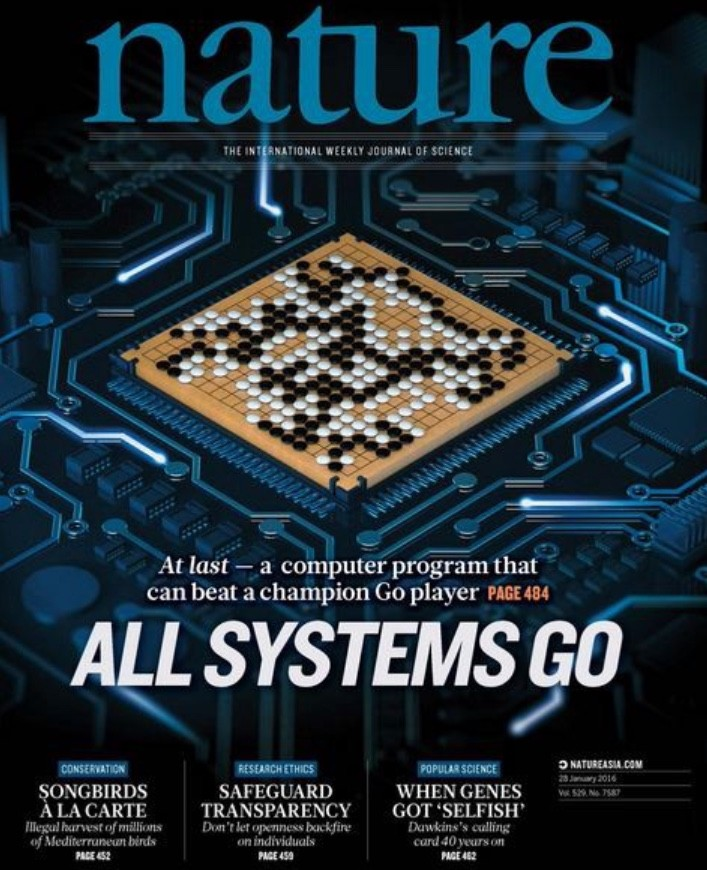 nature
THE INTERNATIONAL WEEKLY JOURNAL OF SCIENCE
At last — a computer program that
can beat a champion Go player PAGE 484
ALL SYSTEMS GO
CONSERVATION
SONGBIRDS
À LA CARTE
Illegal harvest of millions
of Mediterranean birds
PAGE 452
RESEARCH ETHICS
SAFEGUARD
TRANSPARENCY
Don't let openness backfire
on individuals
PAGE 459
POPULAR SCIENCE
WHEN GENES
GOT ‘SELFISH’
Dawkins's calling
card 40 years on
PAGE 462
NATUREASIA.COM
28 January 2016
Vol. 529, No. 7587